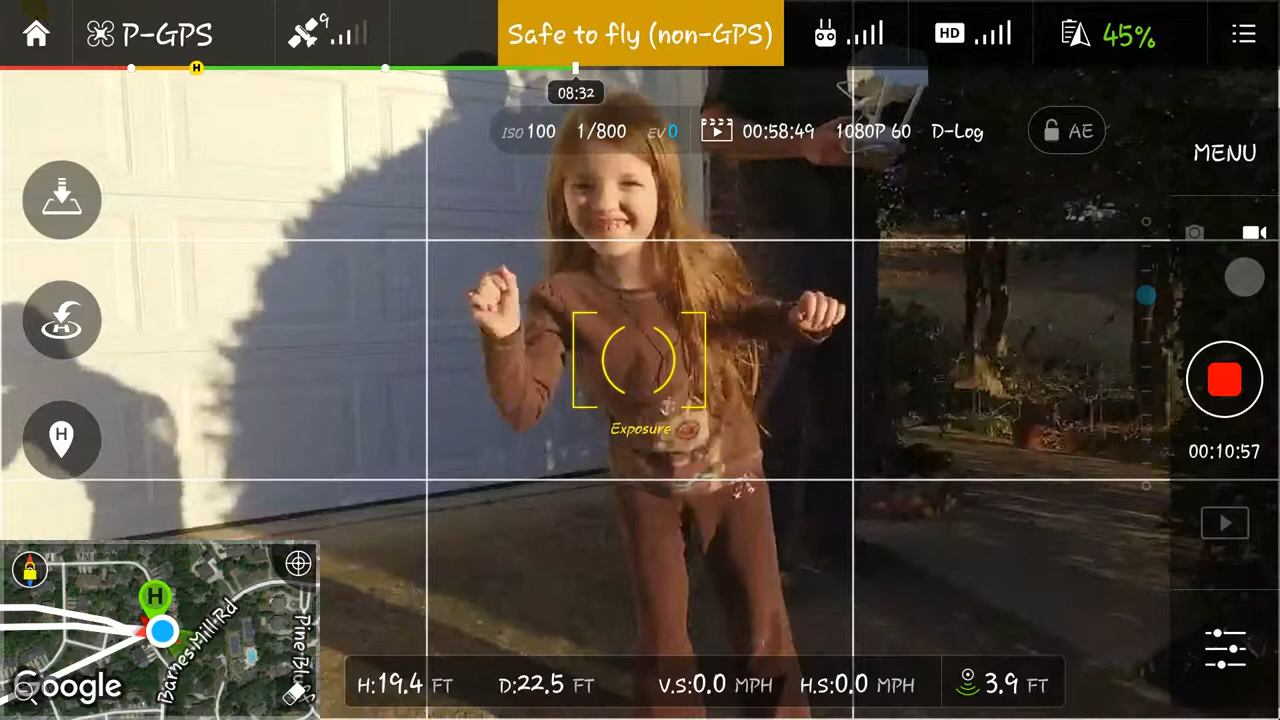 P-GPS
9
Safe to fly (non-GPS)
HD
45%
H
08:32
ISO 100 1/800 EV 0 00:58:49 1080P 60 D-Log
AE
MENU
Exposure
00:10:57
H
H
Barnes Mill Rd
Google
H:19.4 FT D:22.5 FT V.S:0.0 MPH H.S:0.0 MPH 3.9 FT